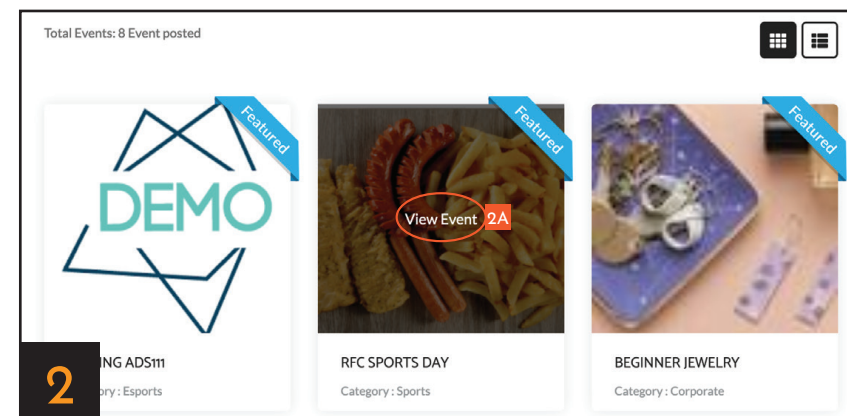 Total Events: 8 Event posted
Featured
Featured
Featured
DEMO
View Event 2A
ING ADS111
RFC SPORTS DAY
BEGINNER JEWELRY
ory : Esports
Category : Sports
Category : Corporate
2